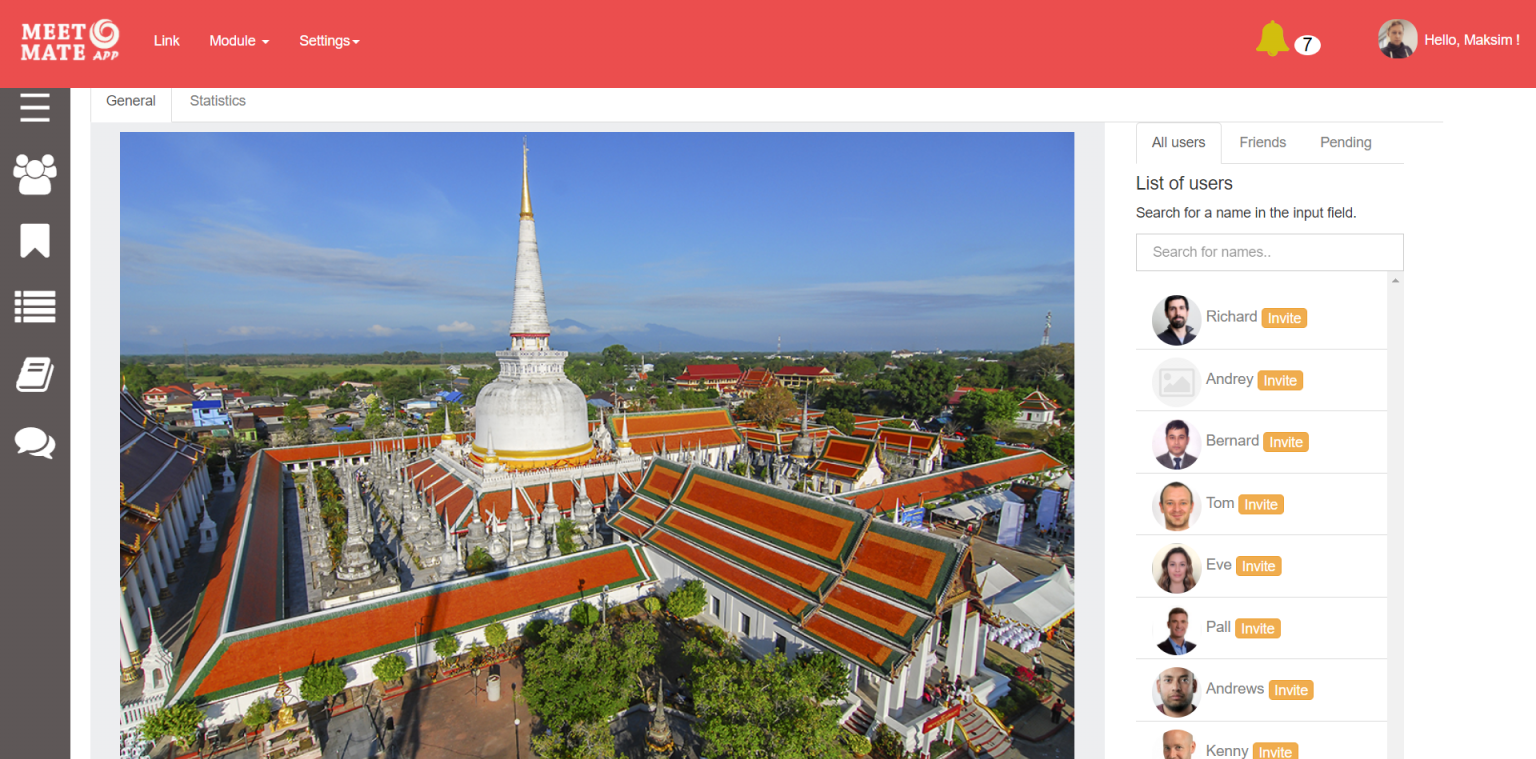 MEET
MATE APP
Link
Module
Settings
7
Hello, Maksim !
General
Statistics
All users
Friends
Pending
List of users
Search for a name in the input field.
Search for names..
Richard Invite
Andrey Invite
Bernard Invite
Tom Invite
Eve Invite
Pall Invite
Andrews Invite
Kenny Invite